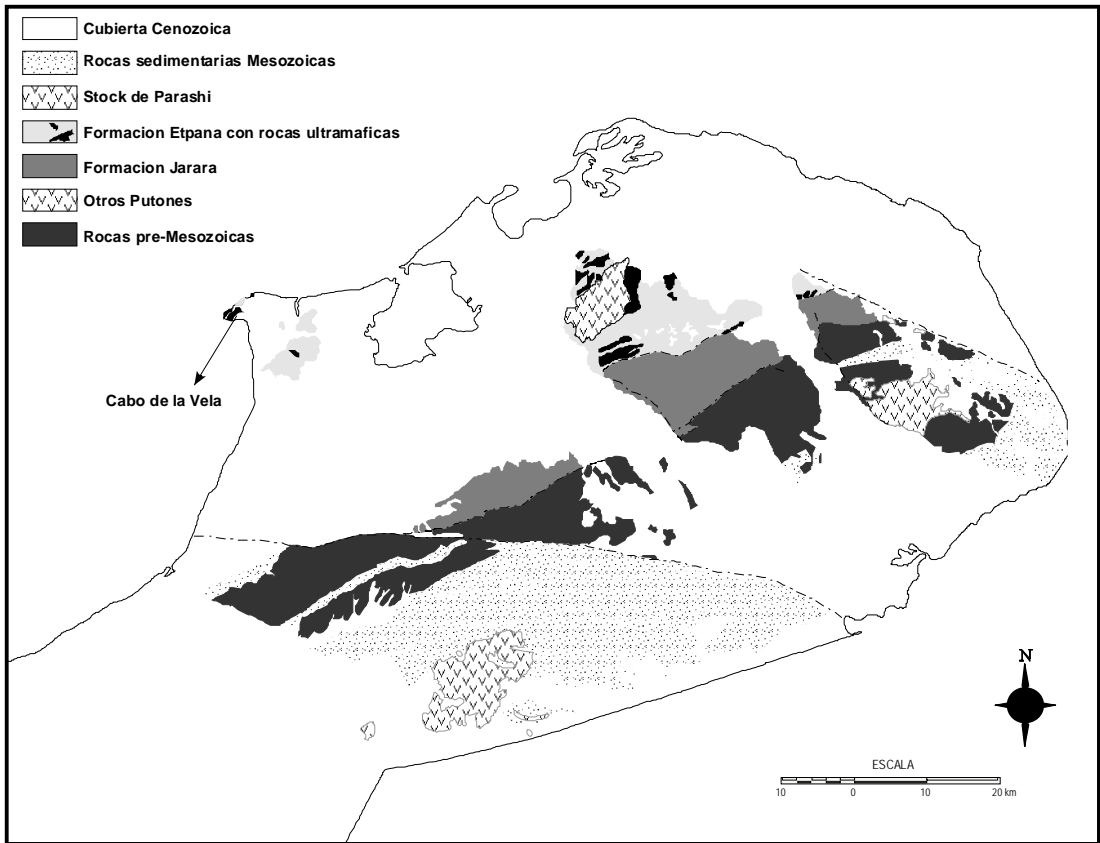 Cubierta Cenozoica
Rocas sedimentarias Mesozoicas
Stock de Parashi
Formacion Etpana con rocas ultramaficas
Formacion Jarara
Otros Putones
Rocas pre-Mesozoicas
Cabo de la Vela
N
ESCALA
10 0 10 20 km